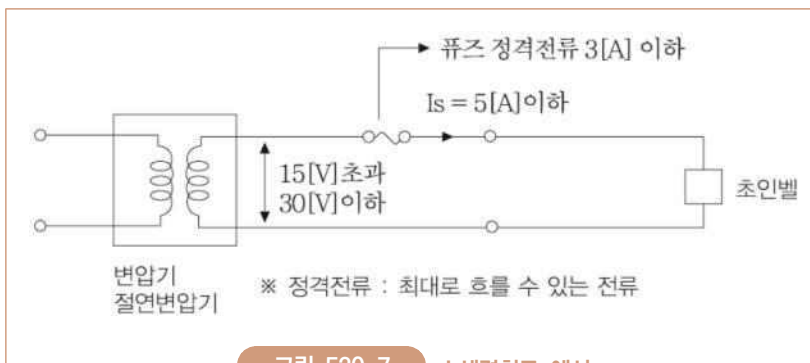 퓨즈 정격전류 3[A] 이하
Is = 5[A]이하
15[V]초과
30[V]이하
초인벨
변압기
절연변압기
※ 정격전류 : 최대로 흐를 수 있는 전류